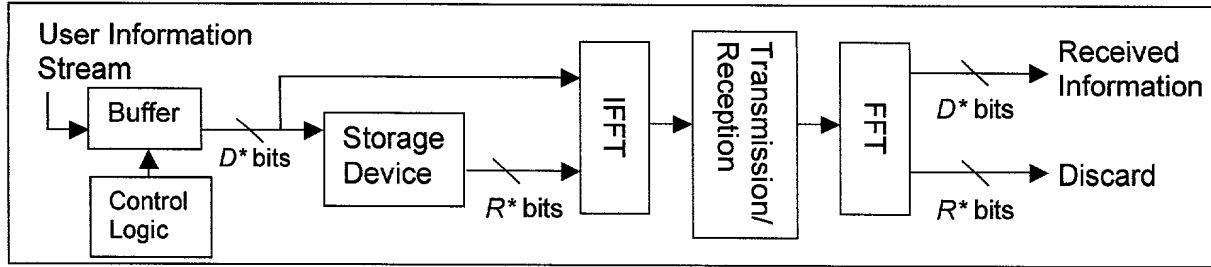 User Information
Stream
Buffer
D* bits
Control
Logic
Storage
Device
R* bits
IFFT
Transmission/
Reception
FFT
D* bits
R* bits
Received
Information
Discard